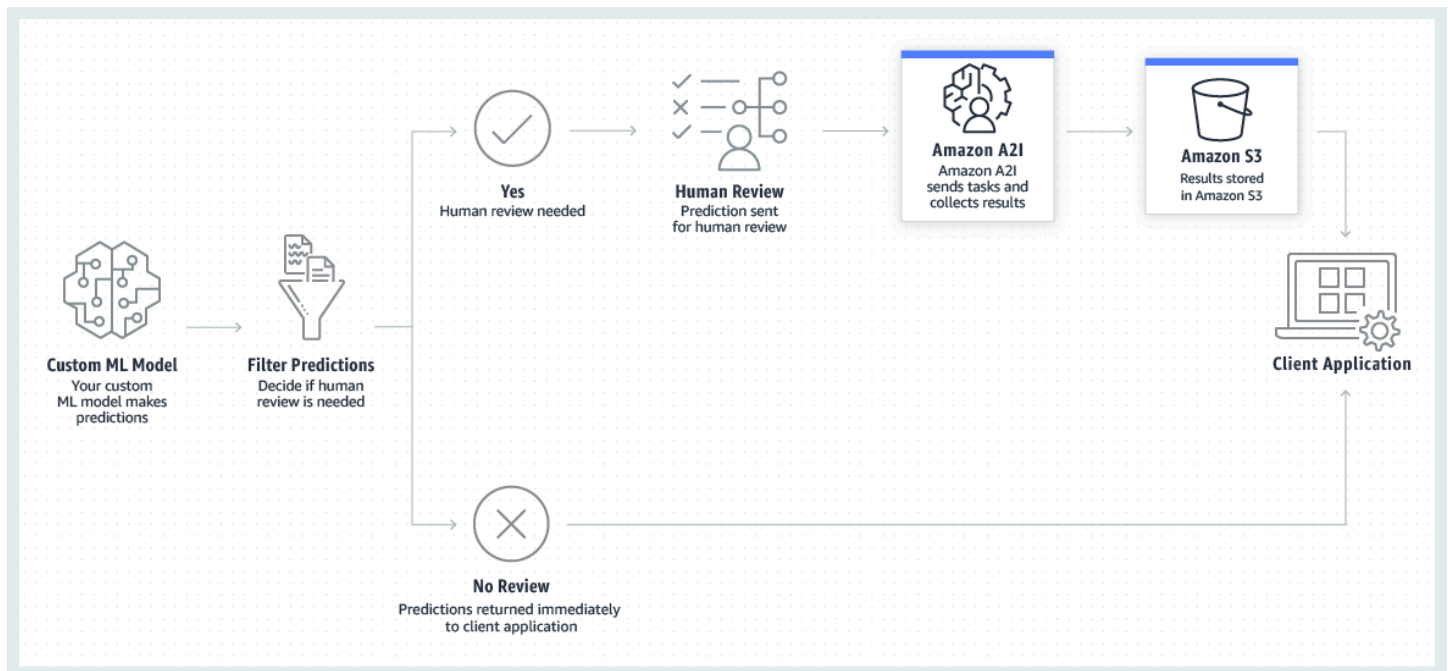 Yes
Human review needed
Human Review
Prediction sent
for human review
Amazon A2I
Amazon A2I
sends tasks and
collects results
Amazon S3
Results stored
in Amazon S3
Custom ML Model
Your custom
ML model makes
predictions
Filter Predictions
Decide if human
review is needed
Client Application
No Review
Predictions returned immediately
to client application